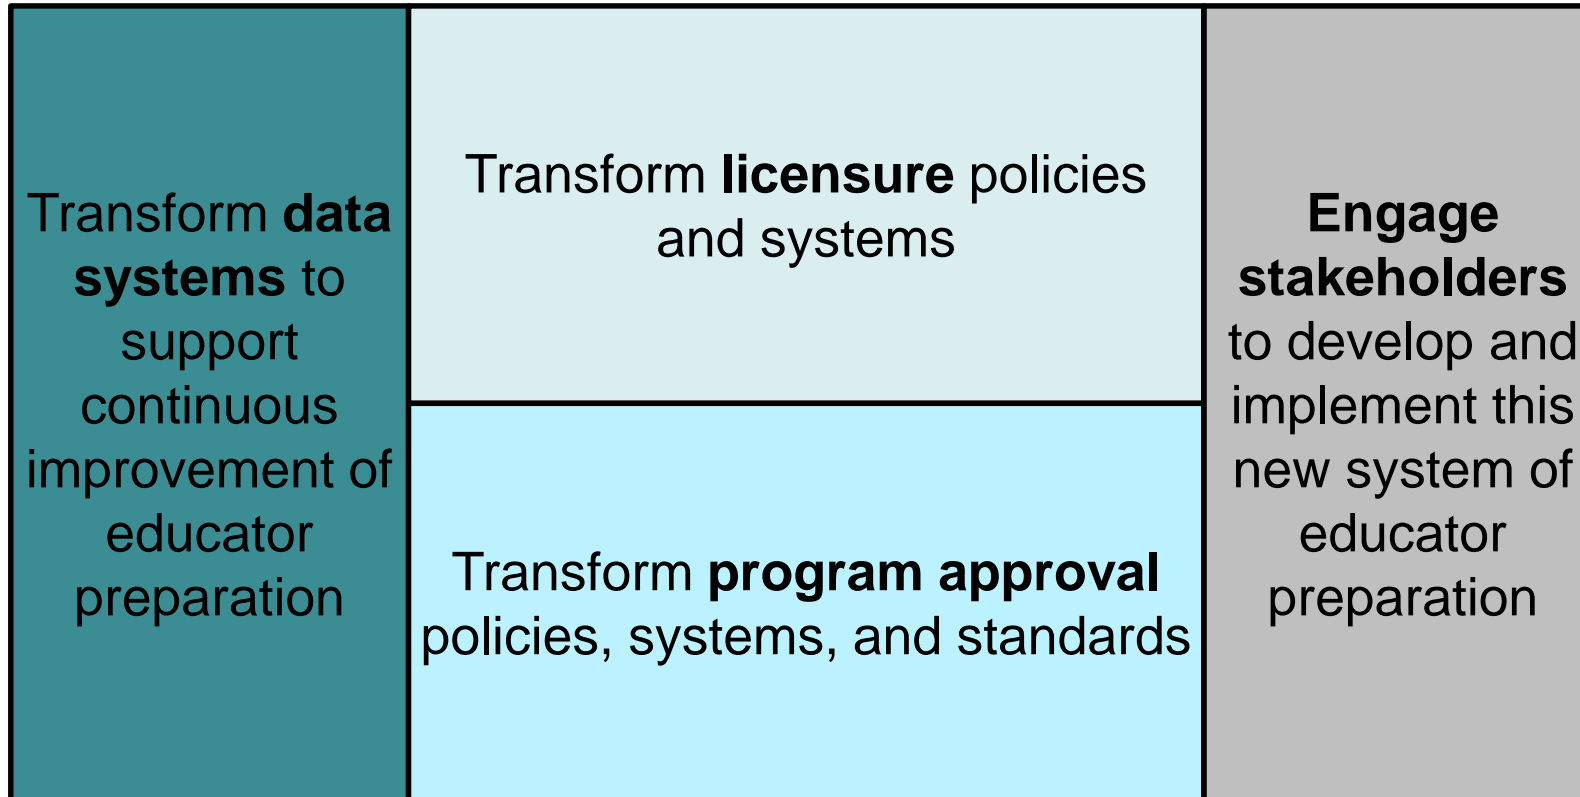 Transform data
systems to
support
continuous
improvement of
educator
preparation
Transform licensure policies
and systems
Transform program approval
policies, systems, and standards
Engage
stakeholders
to develop and
implement this
new system of
educator
preparation